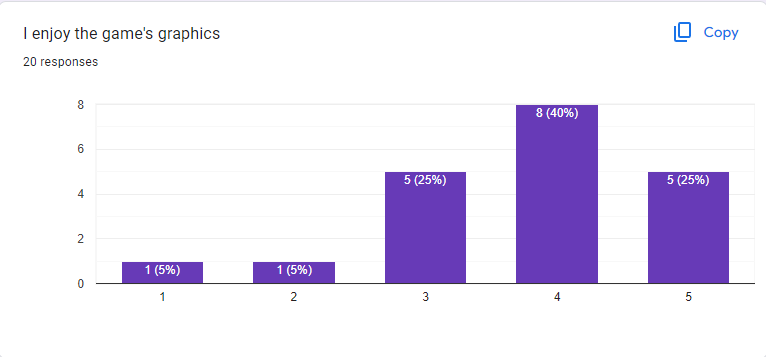 I enjoy the game's graphics
Copy
20 responses
8
6
4
2
0
1 (5%)
1 (5%)
5 (25%)
8 (40%)
5 (25%)
1 2 3 4 5